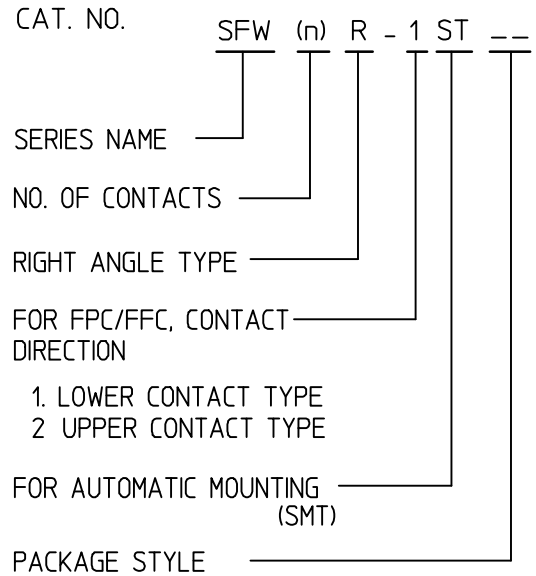 CAT. NO.
SFW (n) R - 1 ST __
SERIES NAME
NO. OF CONTACTS
RIGHT ANGLE TYPE
FOR FPC/FFC, CONTACT
DIRECTION
1. LOWER CONTACT TYPE
2 UPPER CONTACT TYPE
FOR AUTOMATIC MOUNTING
(SMT)
PACKAGE STYLE